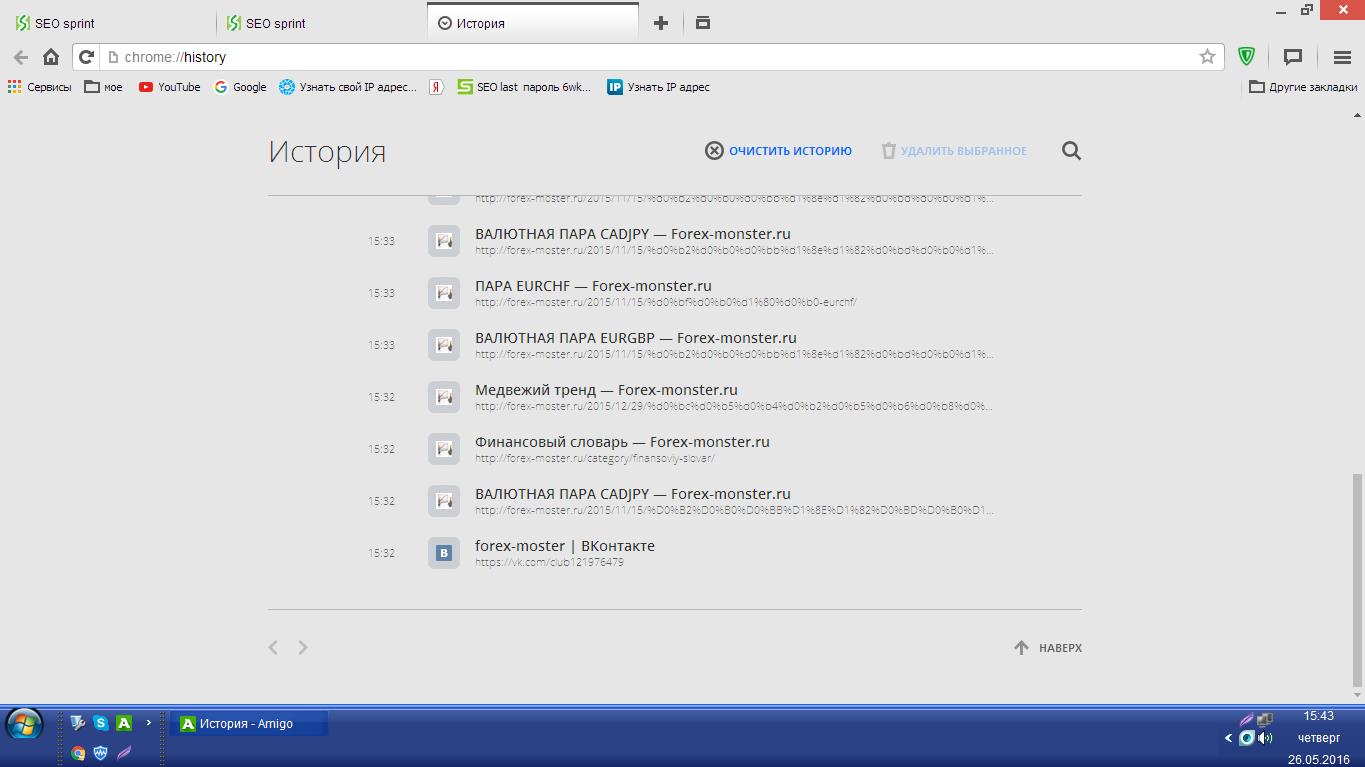 SEO sprint
SEO sprint
История
chrome://history
Сервисы
мое
YouTube
Google
Узнать свой IP адрес...
Я
SEO last пароль 6wk...
IP
Узнать IP адрес
Другие закладки
История
ОЧИСТИТЬ ИСТОРИЮ
УДАЛИТЬ ВЫБРАННОЕ
http://forex-moster.ru/2015/11/15/%d0%b2%d0%b0%d0%bb%d1%8e%d1%82%d0%bd%d0%b0%d1%...
15:33
ВАЛЮТНАЯ ПАРА CADJPY — Forex-monster.ru
http://forex-moster.ru/2015/11/15/%d0%b2%d0%b0%d0%bb%d1%8e%d1%82%d0%bd%d0%b0%d1%...
15:33
ПАРА EURCHF — Forex-monster.ru
http://forex-moster.ru/2015/11/15/%d0%bf%d0%b0%d1%80%d0%b0-eurchf/
15:33
ВАЛЮТНАЯ ПАРА EURGBP — Forex-monster.ru
http://forex-moster.ru/2015/11/15/%d0%b2%d0%b0%d0%bb%d1%8e%d1%82%d0%bd%d0%b0%d1%...
15:32
Медвежий тренд — Forex-monster.ru
http://forex-moster.ru/2015/12/29/%d0%bc%d0%b5%d0%b4%d0%b2%d0%b5%d0%b6%d0%b8%d0%...
15:32
Финансовый словарь — Forex-monster.ru
http://forex-moster.ru/category/finansoviy-slovar/
15:32
ВАЛЮТНАЯ ПАРА CADJPY — Forex-monster.ru
http://forex-moster.ru/2015/11/15/%D0%B2%D0%B0%D0%BB%D1%8E%D1%82%D0%BD%D0%B0%D1...
15:32
В
forex-moster | ВКонтакте
https://vk.com/club121976479
НАВЕРХ
История - Amigo
15:43
четверг
26.05.2016